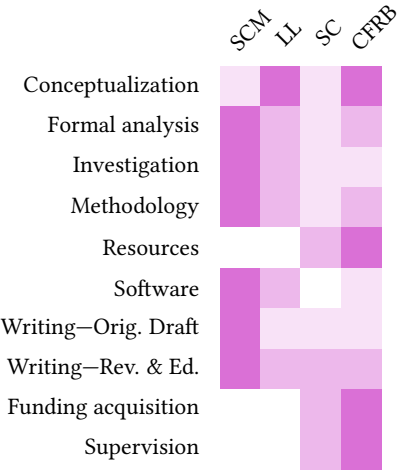 SCM LL SC CFRB
Conceptualization
Formal analysis
Investigation
Methodology
Resources
Software
Writing—Orig. Draft
Writing—Rev. & Ed.
Funding acquisition
Supervision